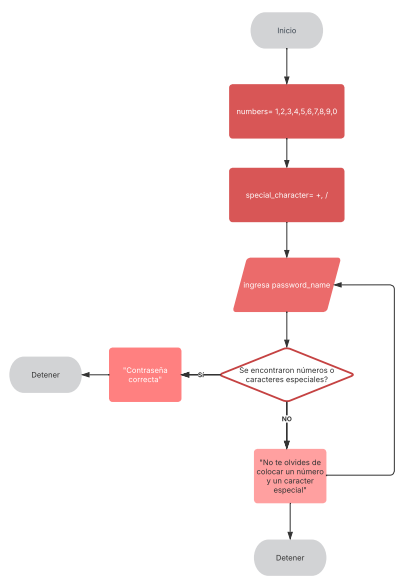 Inicio
numbers= 1,2,3,4,5,6,7,8,9,0
special_character= +, /
Ingresa password_name
Se encontraron números o
caracteres especiales?
Sí
"Contraseña
correcta"
Detener
NO
"No te olvides de
colocar un número
y un caracter
especial"
Detener